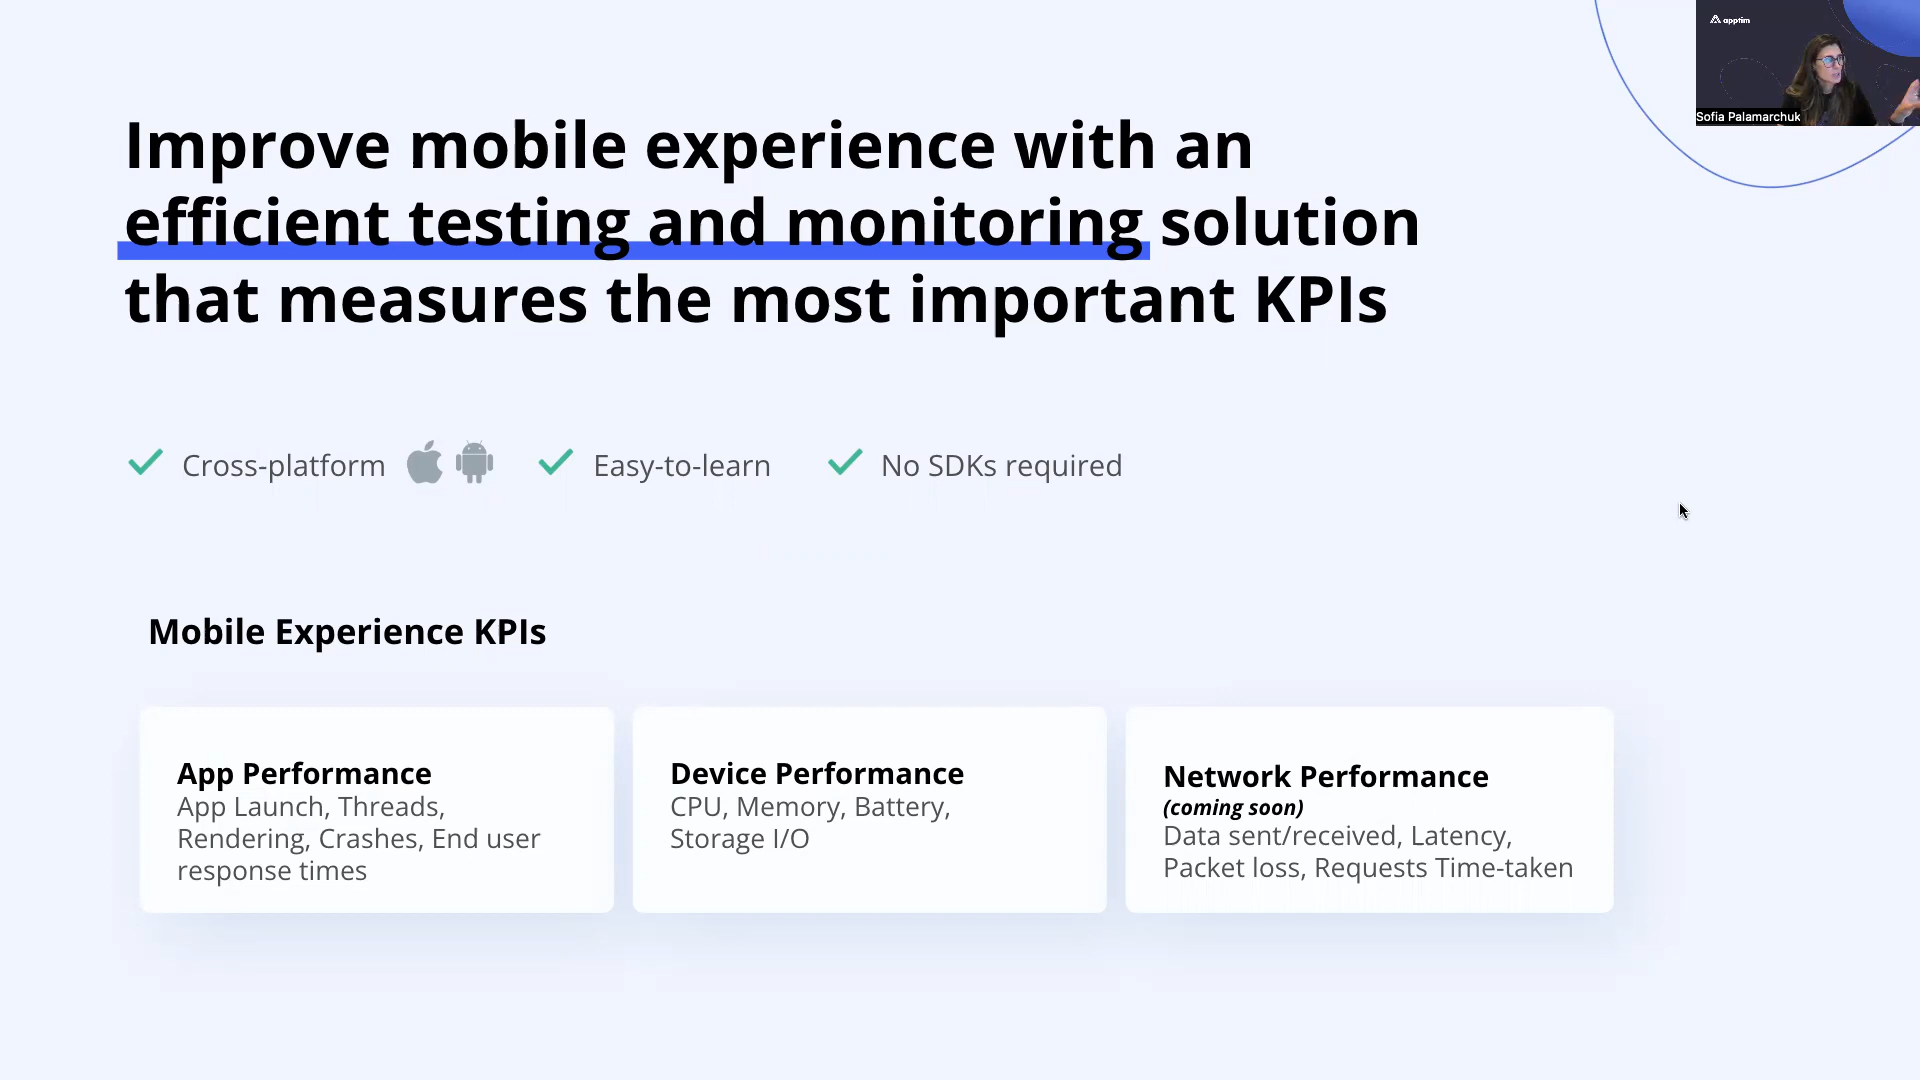 apptim
Sofia Palamarchuk
Improve mobile experience with an
efficient testing and monitoring solution
that measures the most important KPIs
Cross-platform
Easy-to-learn
No SDKs required
Mobile Experience KPIs
App Performance
App Launch, Threads,
Rendering, Crashes, End user
response times
Device Performance
CPU, Memory, Battery,
Storage I/O
Network Performance
(coming soon)
Data sent/received, Latency,
Packet loss, Requests Time-taken